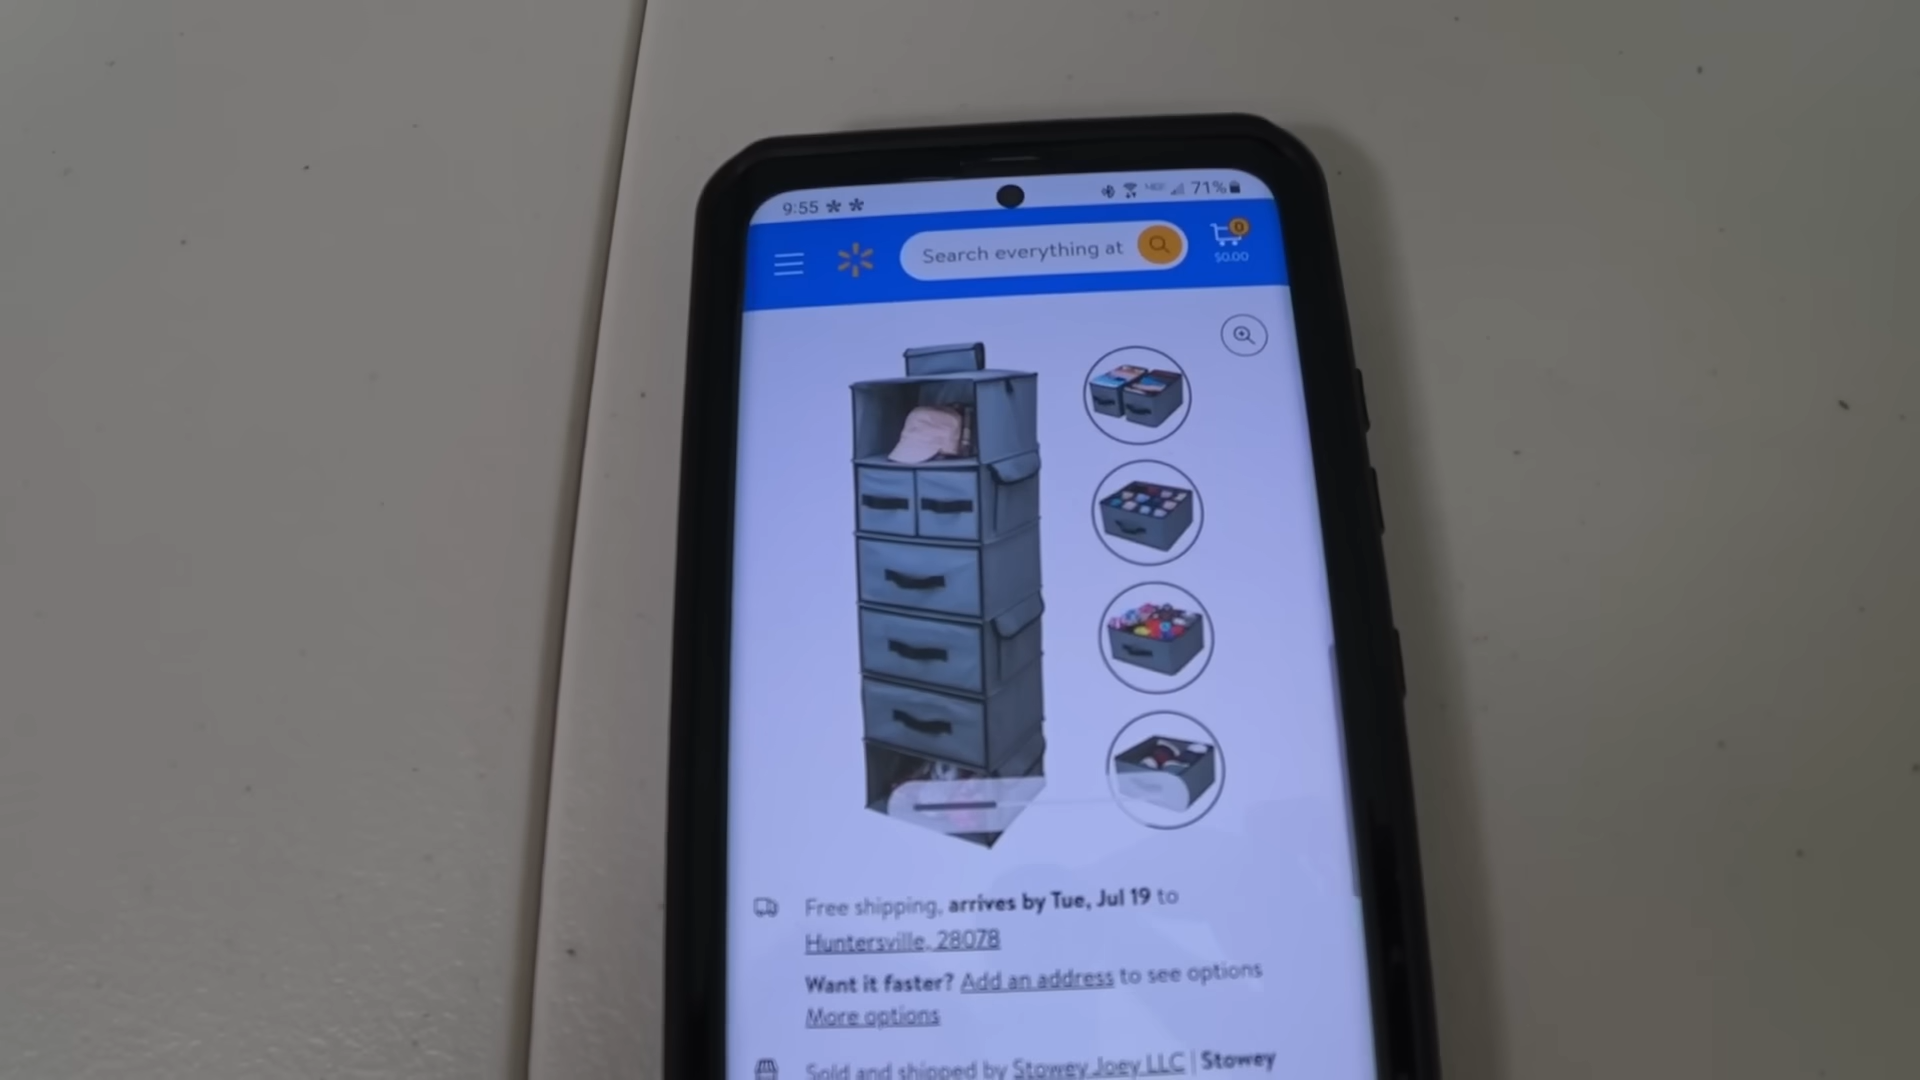 9:55 71%
Search everything at
0
$0.00
Free shipping, arrives by Tue, Jul 19 to
Huntersville, 28078
Want it faster? Add an address to see options
More options
Sold and shipped by Stowey Joey LLC | Stowey